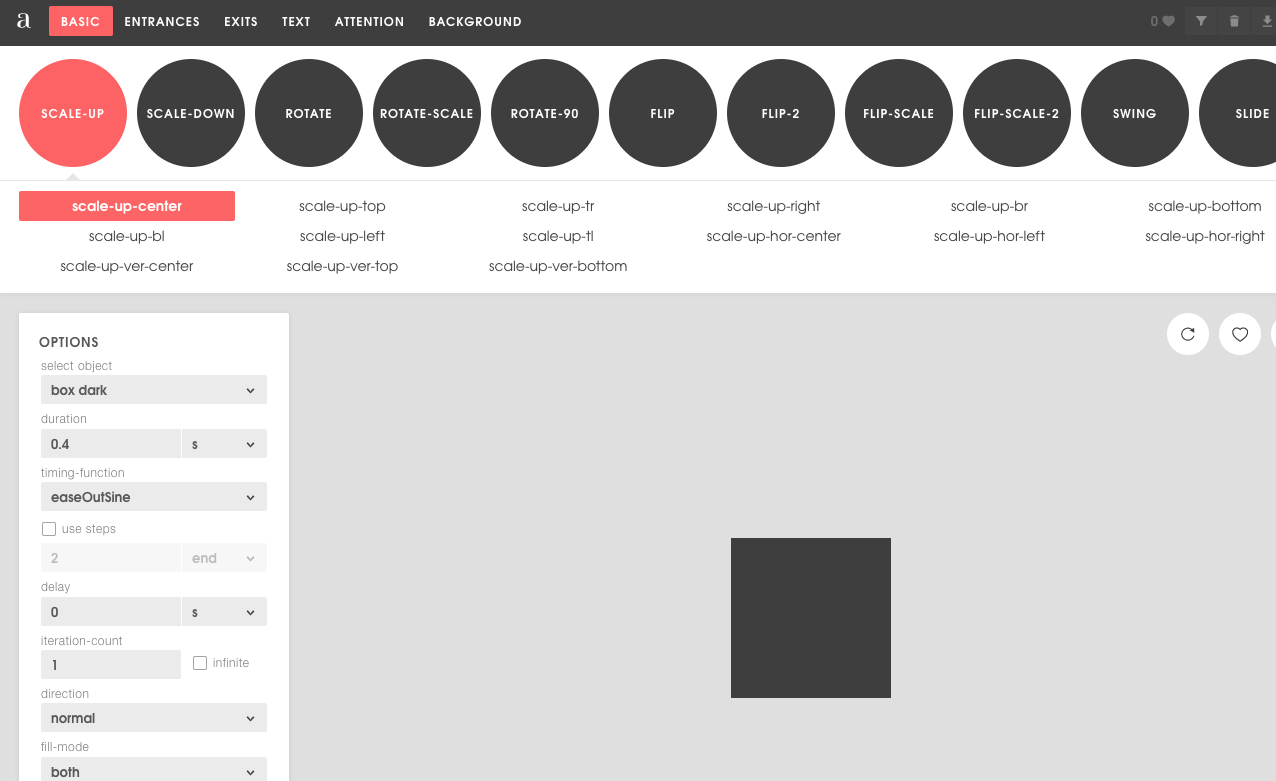 a BASIC ENTRANCES EXITS TEXT ATTENTION BACKGROUND 0
SCALE-UP SCALE-DOWN ROTATE ROTATE-SCALE ROTATE-90 FLIP FLIP-2 FLIP-SCALE FLIP-SCALE-2 SWING SLIDE
scale-up-center scale-up-top scale-up-tr scale-up-right scale-up-br scale-up-bottom
scale-up-bl scale-up-left scale-up-tl scale-up-hor-center scale-up-hor-left scale-up-hor-right
scale-up-ver-center scale-up-ver-top scale-up-ver-bottom
OPTIONS
select object
box dark
duration
0.4 s
timing-function
easeOutSine
use steps
2 end
delay
0 s
iteration-count
1 infinite
direction
normal
fill-mode
both